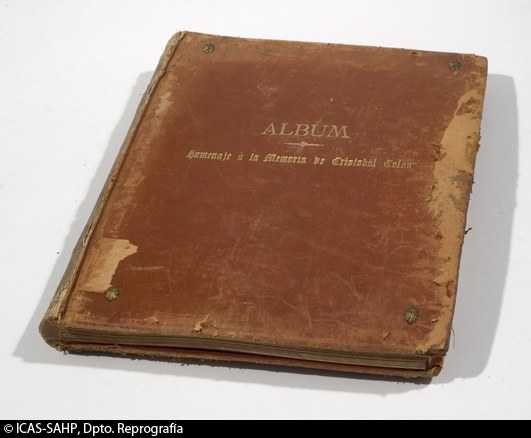 ALBUM
Homenaje á la Memoria de Cristobal Colon
© ICAS-SAHP, Dpto. Reprografía